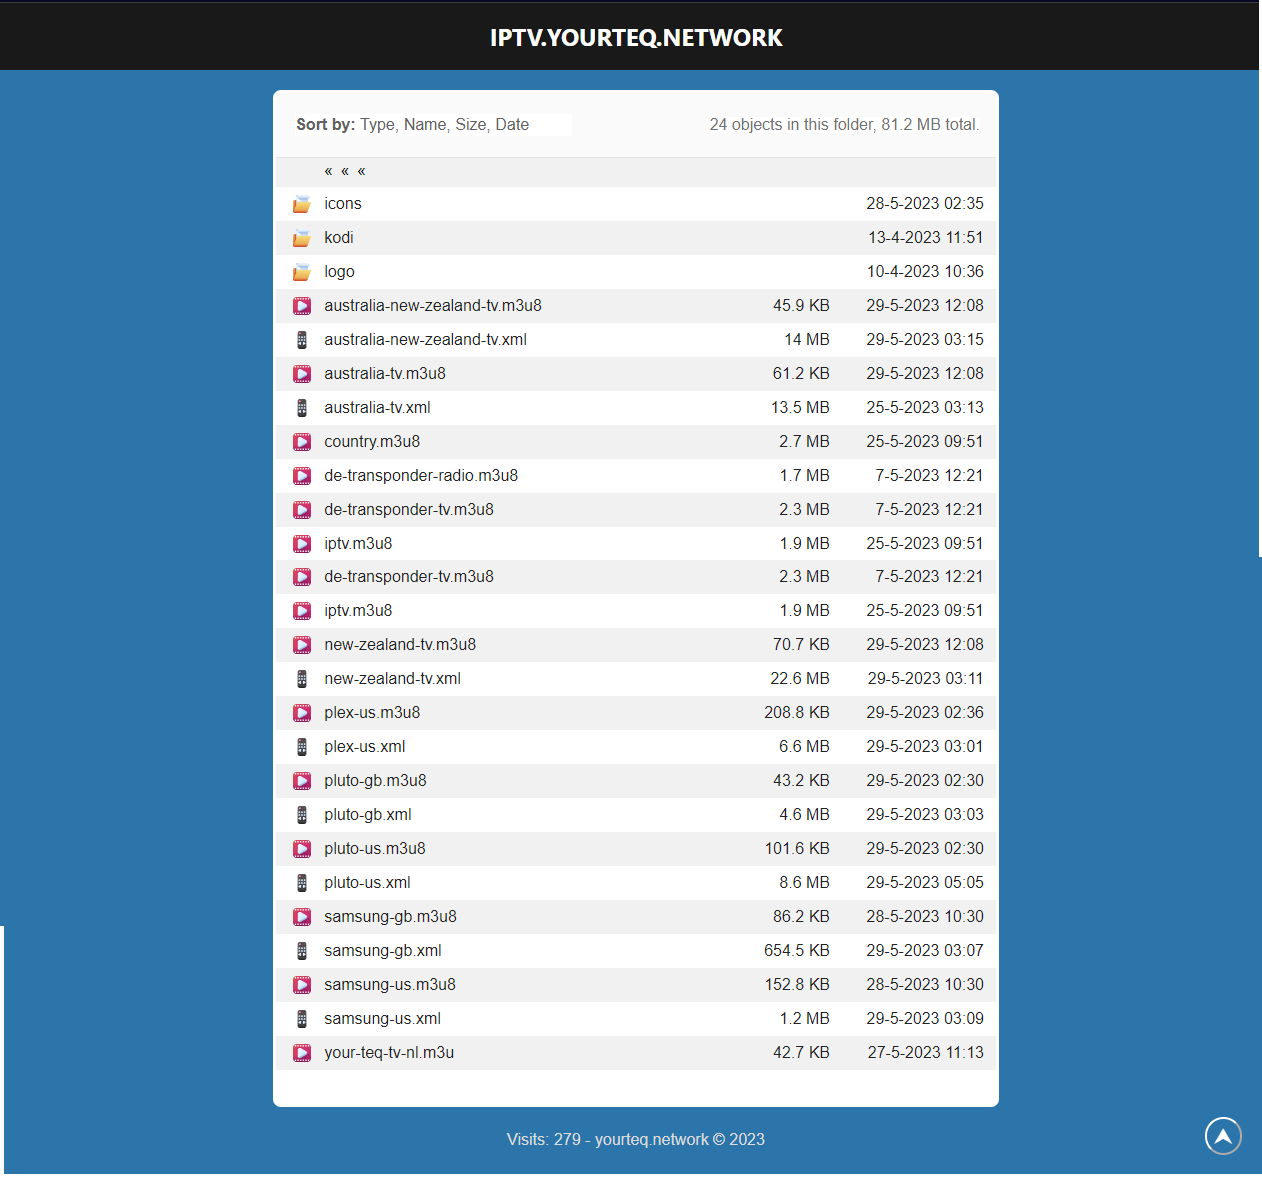 IPTV.YOURTEQ.NETWORK
Sort by: Type, Name, Size, Date 24 objects in this folder, 81.2 MB total.
« « «
icons 28-5-2023 02:35
kodi 13-4-2023 11:51
logo 10-4-2023 10:36
australia-new-zealand-tv.m3u8 45.9 KB 29-5-2023 12:08
australia-new-zealand-tv.xml 14 MB 29-5-2023 03:15
australia-tv.m3u8 61.2 KB 29-5-2023 12:08
australia-tv.xml 13.5 MB 25-5-2023 03:13
country.m3u8 2.7 MB 25-5-2023 09:51
de-transponder-radio.m3u8 1.7 MB 7-5-2023 12:21
de-transponder-tv.m3u8 2.3 MB 7-5-2023 12:21
iptv.m3u8 1.9 MB 25-5-2023 09:51
de-transponder-tv.m3u8 2.3 MB 7-5-2023 12:21
iptv.m3u8 1.9 MB 25-5-2023 09:51
new-zealand-tv.m3u8 70.7 KB 29-5-2023 12:08
new-zealand-tv.xml 22.6 MB 29-5-2023 03:11
plex-us.m3u8 208.8 KB 29-5-2023 02:36
plex-us.xml 6.6 MB 29-5-2023 03:01
pluto-gb.m3u8 43.2 KB 29-5-2023 02:30
pluto-gb.xml 4.6 MB 29-5-2023 03:03
pluto-us.m3u8 101.6 KB 29-5-2023 02:30
pluto-us.xml 8.6 MB 29-5-2023 05:05
samsung-gb.m3u8 86.2 KB 28-5-2023 10:30
samsung-gb.xml 654.5 KB 29-5-2023 03:07
samsung-us.m3u8 152.8 KB 28-5-2023 10:30
samsung-us.xml 1.2 MB 29-5-2023 03:09
your-teq-tv-nl.m3u 42.7 KB 27-5-2023 11:13
Visits: 279 - yourteq.network © 2023